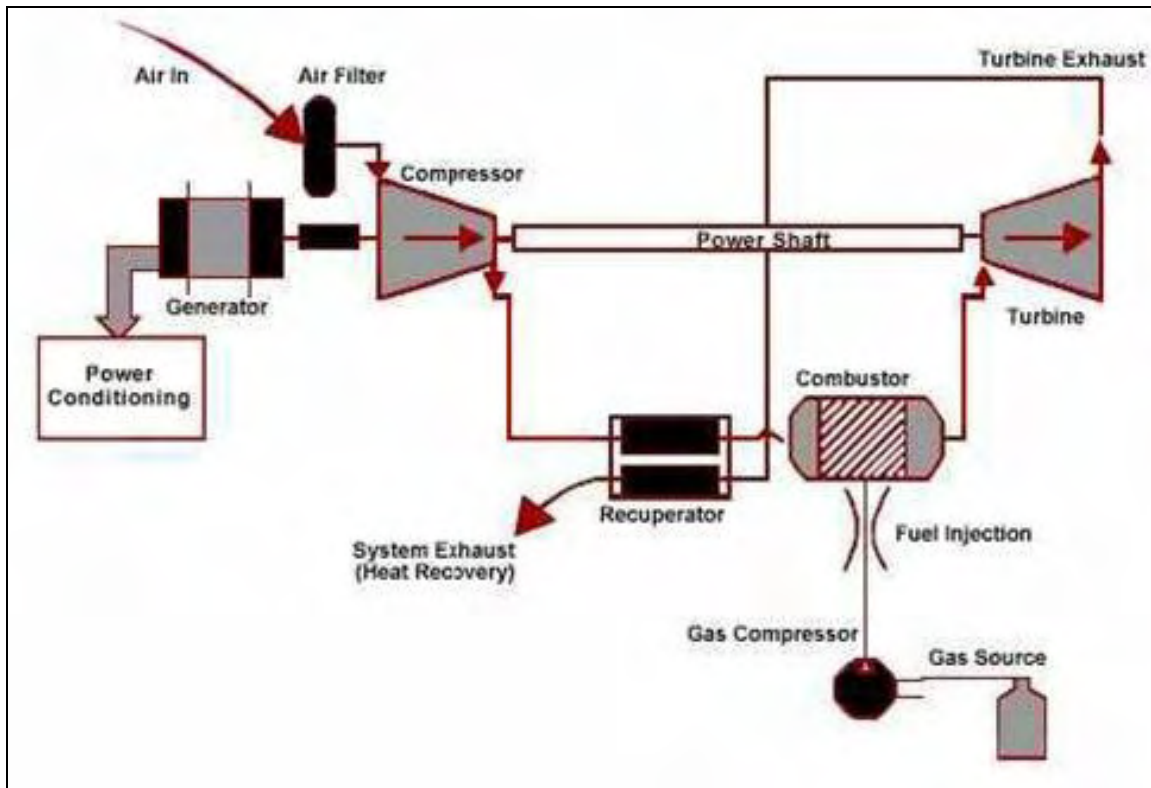 Turbine Exhaust
Air In
Air Filter
Compressor
Power Shaft
Generator
Turbine
Power
Conditioning
Combustor
Recuperator
Fuel Injection
System Exhaust
(Heat Recovery)
Gas Compressor
Gas Source